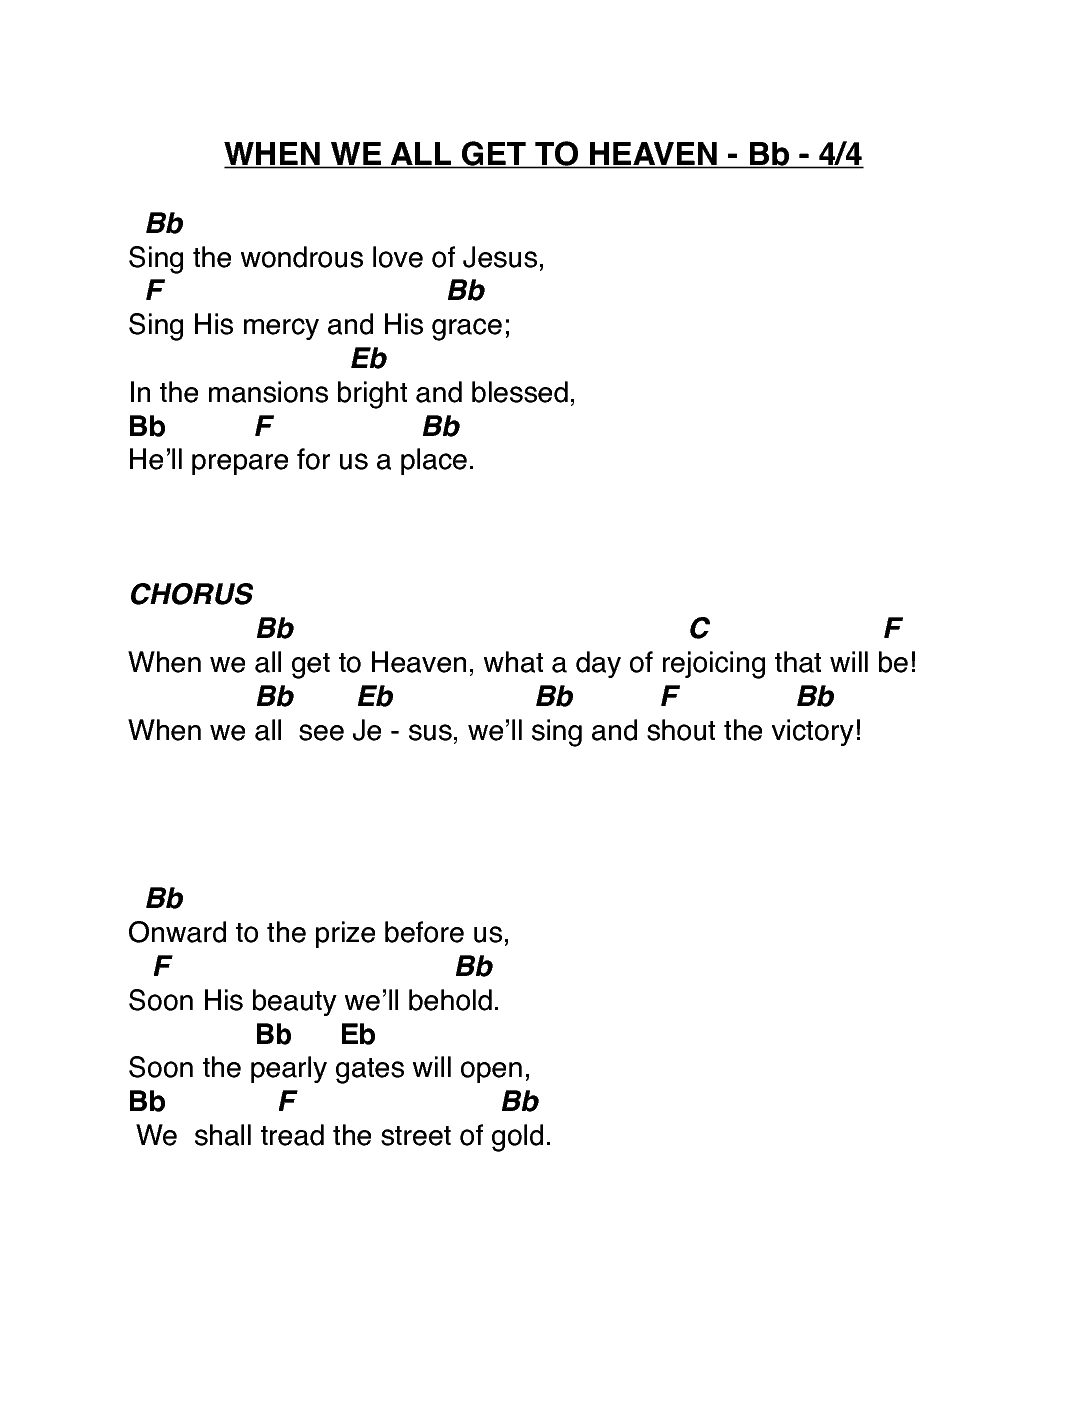 WHEN WE ALL GET TO HEAVEN - Bb - 4/4
Bb
Sing the wondrous love of Jesus,
F Bb
Sing His mercy and His grace;
Eb
In the mansions bright and blessed,
Bb F Bb
He’ll prepare for us a place.
CHORUS
Bb C F
When we all get to Heaven, what a day of rejoicing that will be!
Bb Eb Bb F Bb
When we all see Je - sus, we’ll sing and shout the victory!
Bb
Onward to the prize before us,
F Bb
Soon His beauty we’ll behold.
Bb Eb
Soon the pearly gates will open,
Bb F Bb
We shall tread the street of gold.